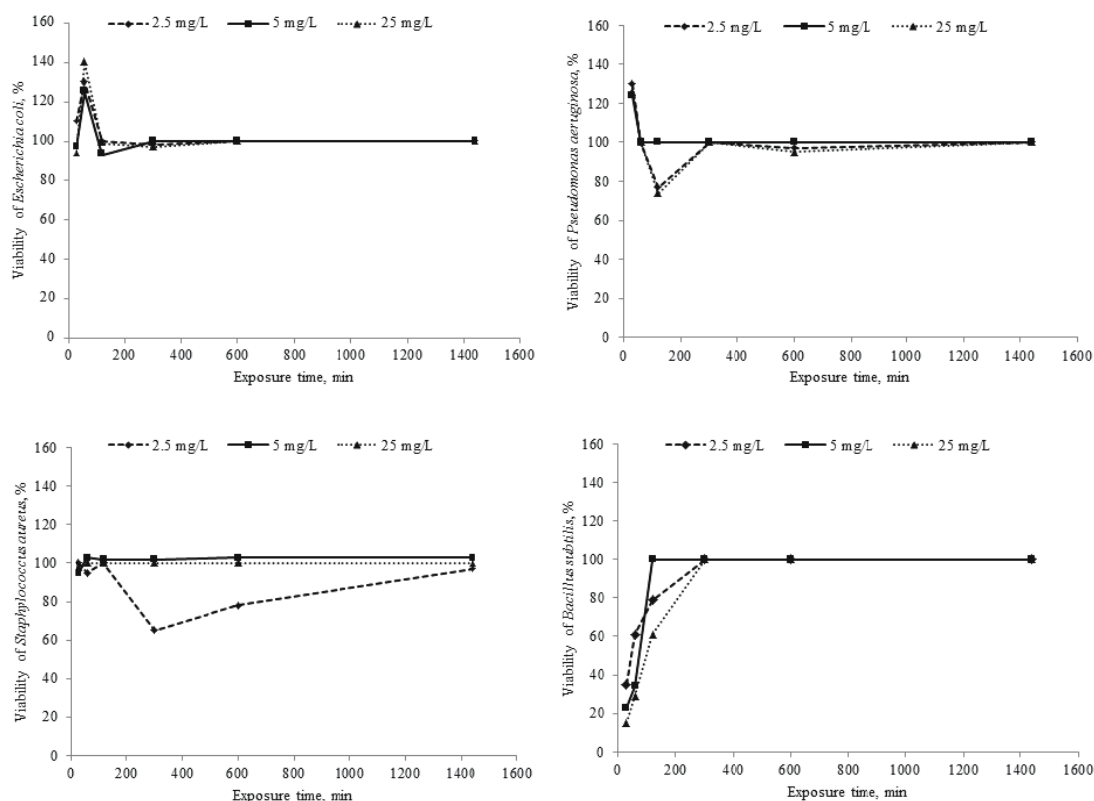 2.5 mg/L 5 mg/L 25 mg/L
Viability of Escherichia coli, %
160
140
120
100
80
60
40
20
0
0 200 400 600 800 1000 1200 1400 1600
Exposure time, min
2.5 mg/L 5 mg/L 25 mg/L
Viability of Pseudomonas aeruginosa, %
160
140
120
100
80
60
40
20
0
0 200 400 600 800 1000 1200 1400 1600
Exposure time, min
2.5 mg/L 5 mg/L 25 mg/L
Viability of Staphplococcus aureus, %
160
140
120
100
80
60
40
20
0
0 200 400 600 800 1000 1200 1400 1600
Exposure time, min
2.5 mg/L 5 mg/L 25 mg/L
Viability of Bacilltus subtilis, %
160
140
120
100
80
60
40
20
0
0 200 400 600 800 1000 1200 1400 1600
Exposure time, min